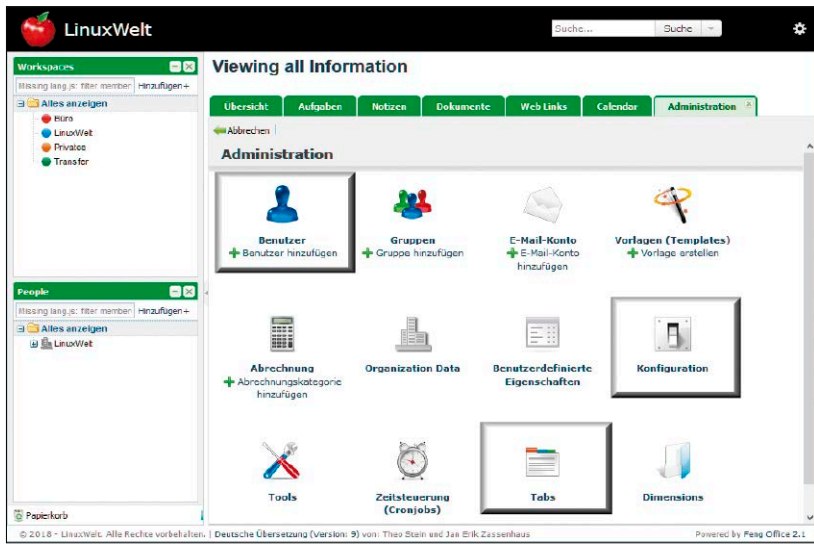 LinuxWelt
Suche...
Suche
Workspaces
Missing lang.js: filter member
Hinzufügen+
Alles anzeigen
Büro
LinuxWelt
Privates
Transfer
People
Missing lang.js: filter member
Hinzufügen+
Alles anzeigen
LinuxWelt
Papierkorb
Viewing all Information
Übersicht
Aufgaben
Notizen
Dokumente
Web Links
Calendar
Administration
Abbrechen
Administration
Benutzer
Benutzer hinzufügen
Gruppen
Gruppe hinzufügen
E-Mail-Konto
E-Mail-Konto
hinzufügen
Vorlagen (Templates)
Vorlage erstellen
Abrechnung
Abrechnungskategorie
hinzufügen
Organization Data
Benutzerdefinierte
Eigenschaften
Konfiguration
Tools
Zeitsteuerung
(Cronjobs)
Tabs
Dimensions
© 2018 - LinuxWelt. Alle Rechte vorbehalten. | Deutsche Übersetzung (Version: 9) von: Theo Stein und Jan Erik Zassenhaus
Powered by Feng Office 2.1